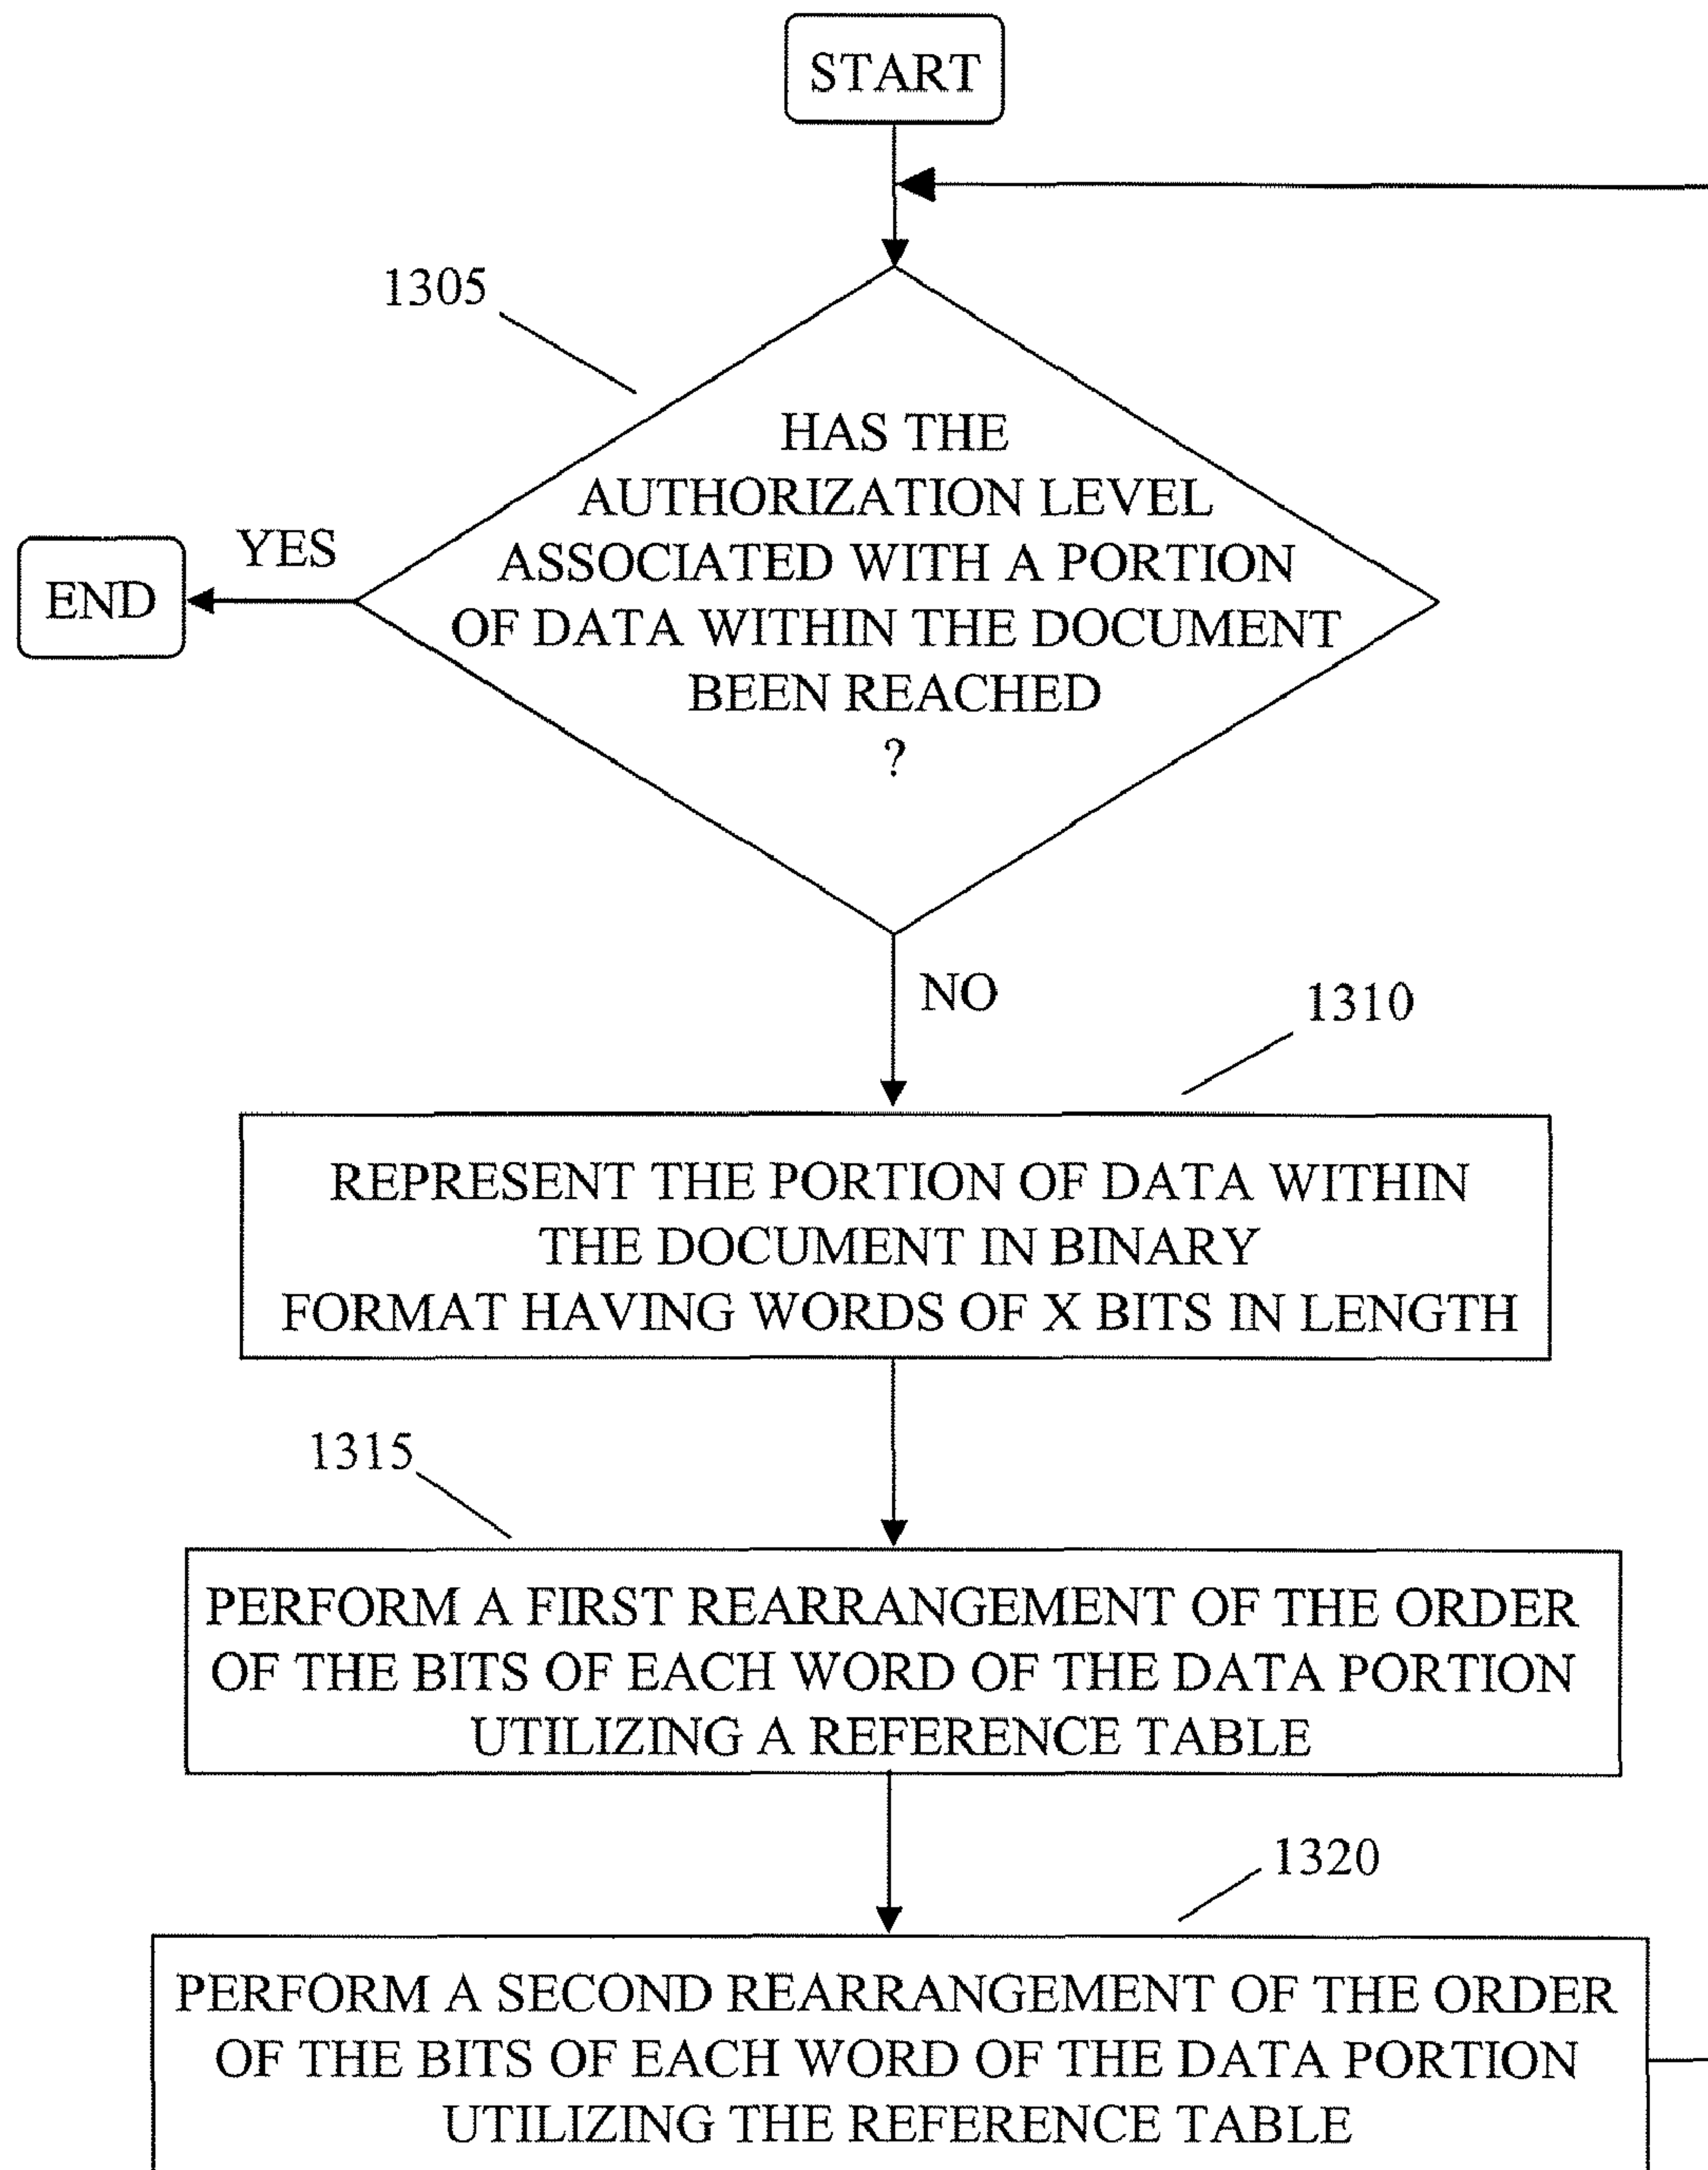 START
1305
HAS THE
AUTHORIZATION LEVEL
ASSOCIATED WITH A PORTION
OF DATA WITHIN THE DOCUMENT
BEEN REACHED
?
YES
END
NO
1310
REPRESENT THE PORTION OF DATA WITHIN
THE DOCUMENT IN BINARY
FORMAT HAVING WORDS OF X BITS IN LENGTH
1315
PERFORM A FIRST REARRANGEMENT OF THE ORDER
OF THE BITS OF EACH WORD OF THE DATA PORTION
UTILIZING A REFERENCE TABLE
1320
PERFORM A SECOND REARRANGEMENT OF THE ORDER
OF THE BITS OF EACH WORD OF THE DATA PORTION
UTILIZING THE REFERENCE TABLE